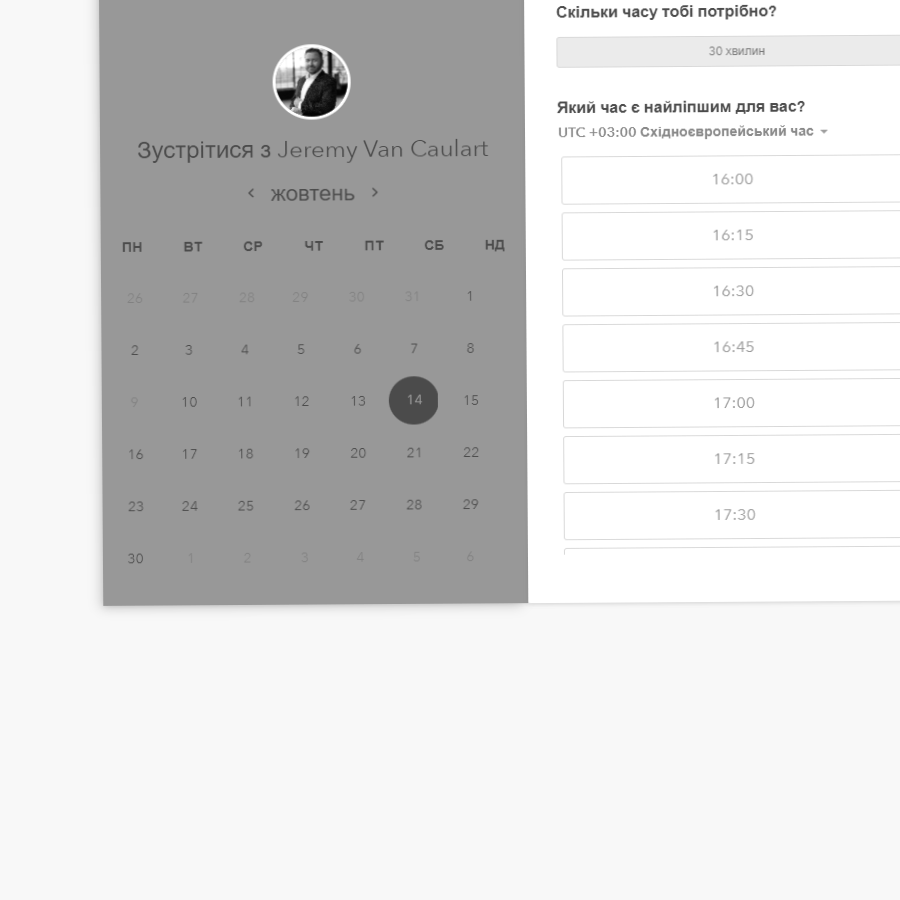 Зустрітися з Jeremy Van Caulart
жовтень
ПН ВТ СР ЧТ ПТ СБ НД
26 27 28 29 30 31 1
2 3 4 5 6 7 8
9 10 11 12 13 14 15
16 17 18 19 20 21 22
23 24 25 26 27 28 29
30 1 2 3 4 5 6
Скільки часу тобі потрібно?
30 хвилин
Який час є найліпшим для вас?
UTC +03:00 Східноєвропейський час
16:00
16:15
16:30
16:45
17:00
17:15
17:30